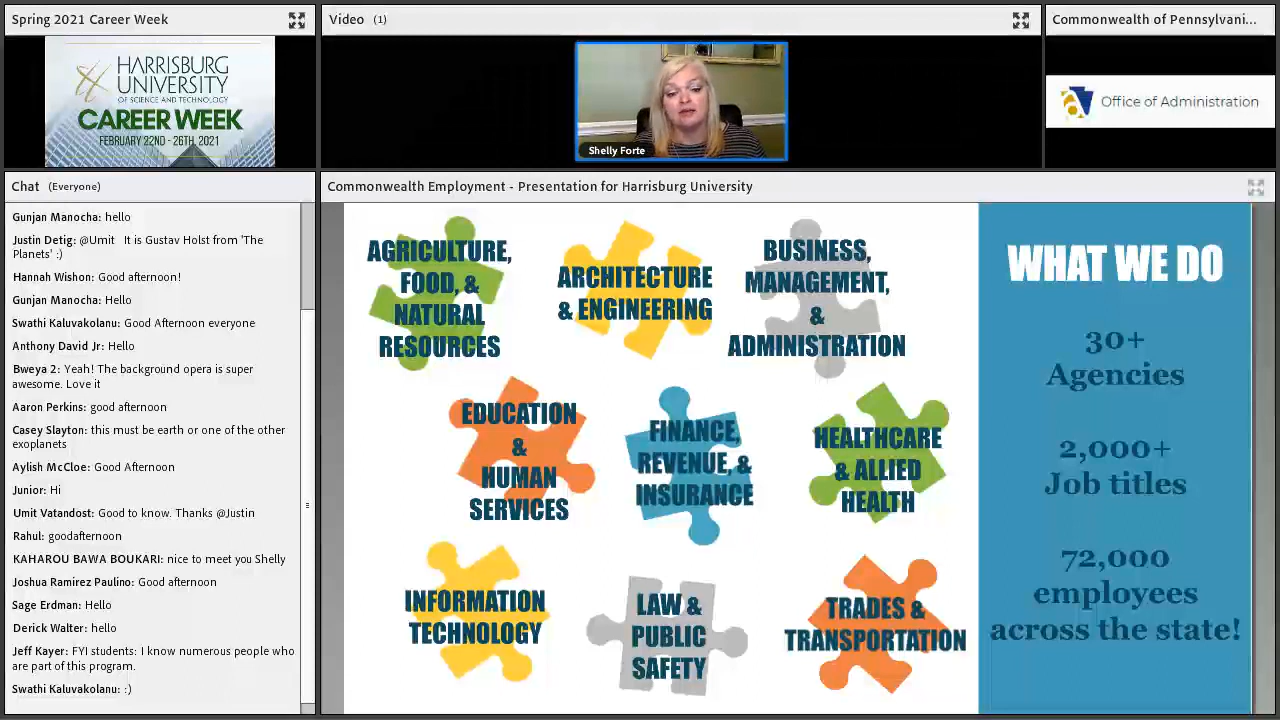 Spring 2021 Career Week
HARRISBURG
UNIVERSITY
OF SCIENCE AND TECHNOLOGY
CAREER WEEK
FEBRUARY 22ND - 26TH, 2021
Video (1)
Shelly Forte
Commonwealth of Pennsylvani...
Office of Administration
Chat (Everyone)
Gunjan Manocha: hello
Justin Detig: @Umit It is Gustav Holst from 'The
Planets' :)
Hannah Wishon: Good afternoon!
Gunjan Manocha: Hello
Swathi Kaluvakolanu: Good Afternoon everyone
Anthony David Jr: Hello
Bweya 2: Yeah! The background opera is super
awesome. Love it
Aaron Perkins: good afternoon
Casey Slayton: this must be earth or one of the other
exoplanets
Aylish McCloe: Good Afternoon
Junior: Hi
Umit Vatandost: Good to know. Thanks @Justin
Rahul: goodafternoon
KAHAROU BAWA BOUKARI: nice to meet you Shelly
Joshua Ramirez Paulino: Good afternoon
Sage Erdman: Hello
Derick Walter: hello
Jeff Kayer: FYI students: I know numerous people who
are part of this program.
Swathi Kaluvakolanu: :)
Commonwealth Employment - Presentation for Harrisburg University
AGRICULTURE,
FOOD, &
NATURAL
RESOURCES
ARCHITECTURE
& ENGINEERING
BUSINESS,
MANAGEMENT,
&
ADMINISTRATION
EDUCATION
&
HUMAN
SERVICES
FINANCE,
REVENUE, &
INSURANCE
HEALTHCARE
& ALLIED
HEALTH
INFORMATION
TECHNOLOGY
LAW &
PUBLIC
SAFETY
TRADES &
TRANSPORTATION
WHAT WE DO
30+
Agencies
2,000+
Job titles
72,000
employees
across the state!